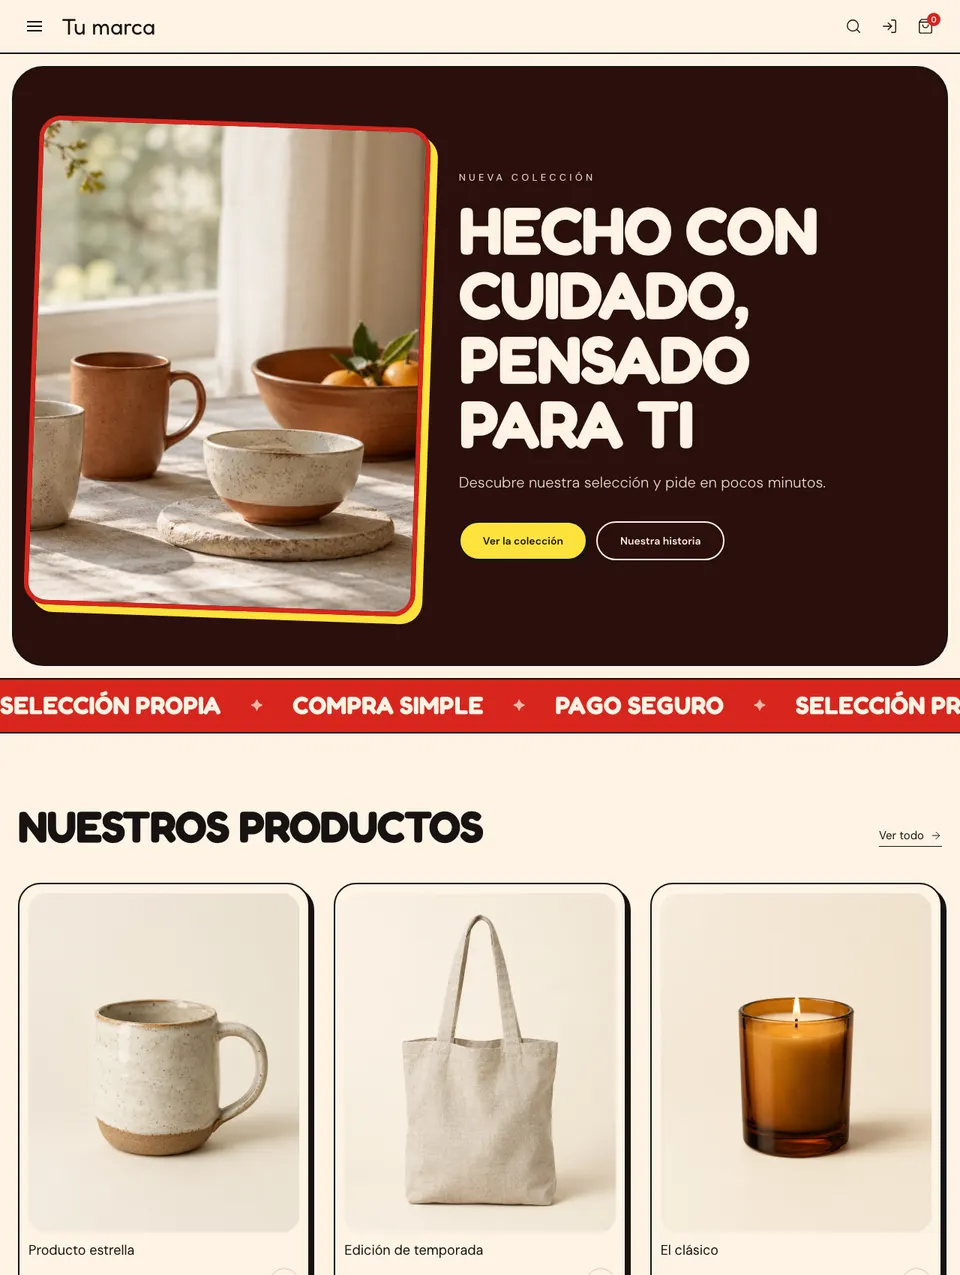 Tu marca
0
NUEVA COLECCIÓN
HECHO CON
CUIDADO,
PENSADO
PARA TI
Descubre nuestra selección y pide en pocos minutos.
Ver la colección
Nuestra historia
SELECCIÓN PROPIA ✦ COMPRA SIMPLE ✦ PAGO SEGURO ✦ SELECCIÓN PR
NUESTROS PRODUCTOS
Ver todo →
Producto estrella
Edición de temporada
El clásico